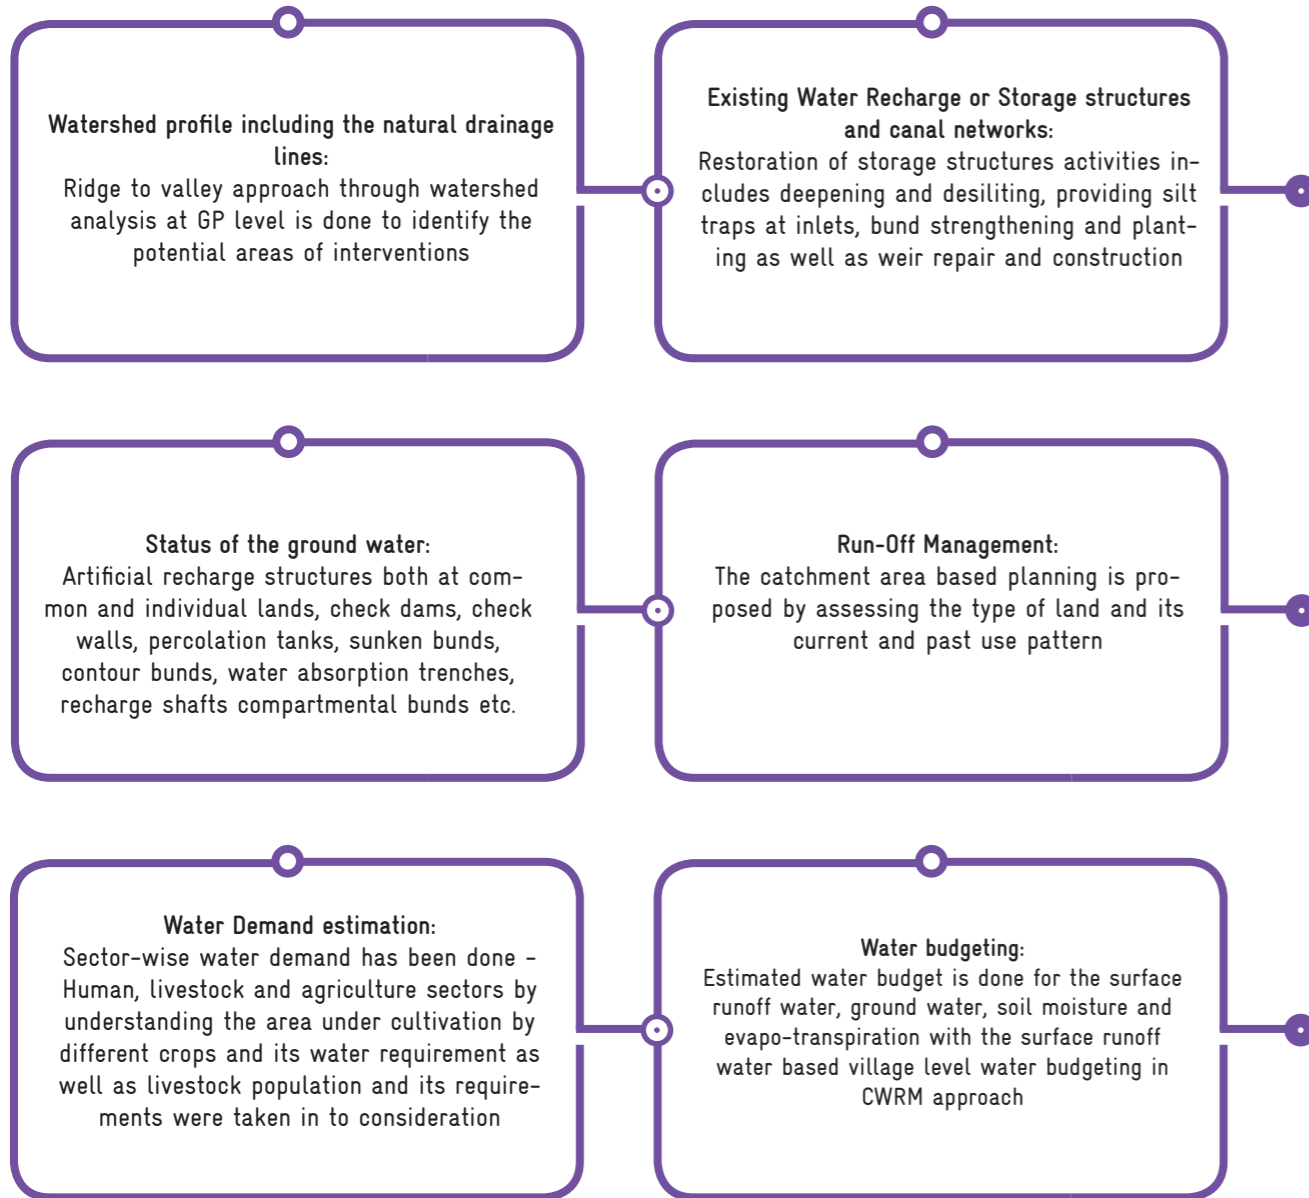 Watershed profile including the natural drainage
lines:
Ridge to valley approach through watershed
analysis at GP level is done to identify the
potential areas of interventions
Existing Water Recharge or Storage structures
and canal networks:
Restoration of storage structures activities in-
cludes deepening and desiliting, providing silt
traps at inlets, bund strengthening and plant-
ing as well as weir repair and construction
Status of the ground water:
Artificial recharge structures both at com-
mon and individual lands, check dams, check
walls, percolation tanks, sunken bunds,
contour bunds, water absorption trenches,
recharge shafts compartmental bunds etc.
Run-Off Management:
The catchment area based planning is pro-
posed by assessing the type of land and its
current and past use pattern
Water Demand estimation:
Sector-wise water demand has been done -
Human, livestock and agriculture sectors by
understanding the area under cultivation by
different crops and its water requirement as
well as livestock population and its require-
ments were taken in to consideration
Water budgeting:
Estimated water budget is done for the surface
runoff water, ground water, soil moisture and
evapo-transpiration with the surface runoff
water based village level water budgeting in
CWRM approach